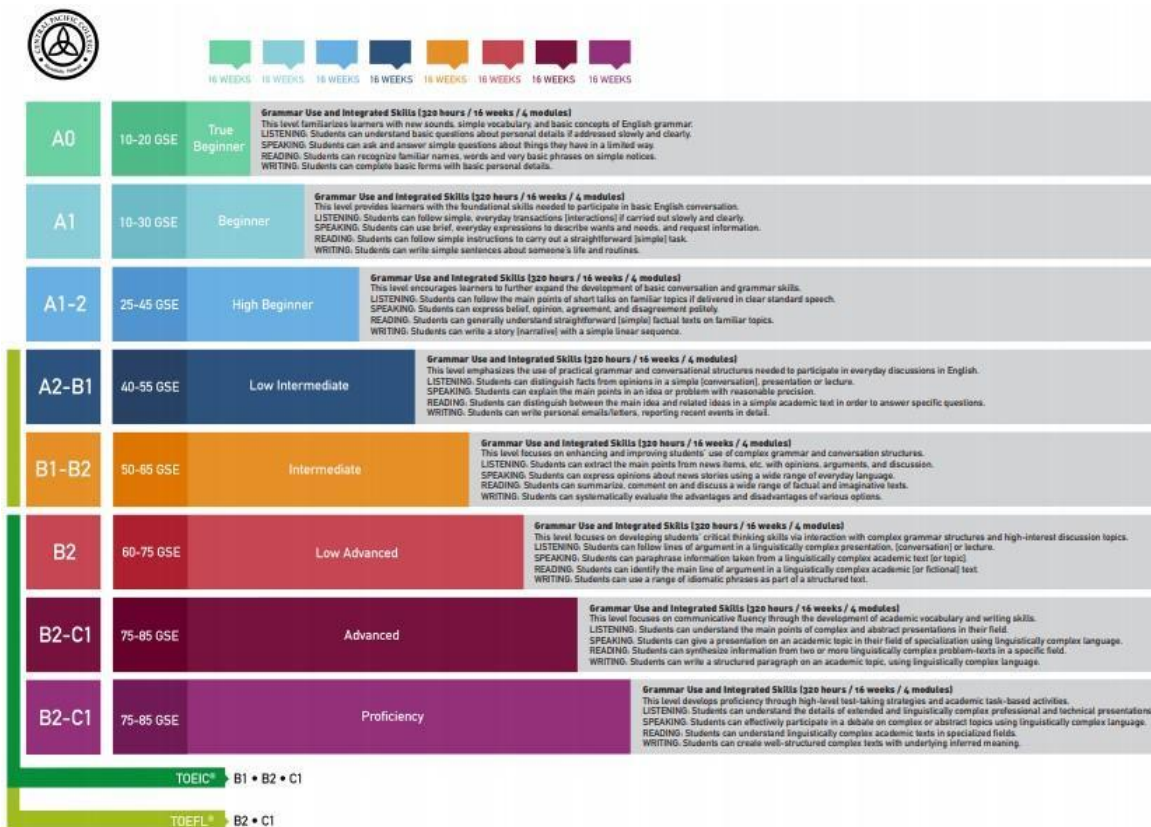 CENTRAL PACIFIC COLLEGE
16 WEEKS 16 WEEKS 16 WEEKS 16 WEEKS 16 WEEKS 16 WEEKS 16 WEEKS 16 WEEKS
A0
10-20 GSE
True
Beginner
Grammar Use and Integrated Skills (320 hours / 16 weeks / 4 modules)
This level familiarizes learners with new sounds, simple vocabulary, and basic concepts of English grammar.
LISTENING: Students can understand basic questions about personal details if addressed slowly and clearly.
SPEAKING: Students can ask and answer simple questions about things they have in a limited way.
READING: Students can recognize familiar names, words and very basic phrases on simple notices.
WRITING: Students can complete basic forms with basic personal details.
A1
10-30 GSE
Beginner
Grammar Use and Integrated Skills (320 hours / 16 weeks / 4 modules)
This level provides learners with the foundational skills needed to participate in basic English conversation.
LISTENING: Students can follow simple, everyday transactions [interactions] if carried out slowly and clearly.
SPEAKING: Students can use brief, everyday expressions to describe wants and needs, and request information.
READING: Students can follow simple instructions to carry out a straightforward [simple] task.
WRITING: Students can write simple sentences about someone's life and routines.
A1-2
25-45 GSE
High Beginner
Grammar Use and Integrated Skills (320 hours / 16 weeks / 4 modules)
This level encourages learners to further expand the development of basic conversation and grammar skills.
LISTENING: Students can follow the main points of short talks on familiar topics if delivered in clear standard speech.
SPEAKING: Students can express belief, opinion, agreement, and disagreement politely.
READING: Students can generally understand straightforward [simple] factual texts on familiar topics.
WRITING: Students can write a story [narrative] with a simple linear sequence.
A2-B1
40-55 GSE
Low Intermediate
Grammar Use and Integrated Skills (320 hours / 16 weeks / 4 modules)
This level emphasizes the use of practical grammar and conversational structures needed to participate in everyday discussions in English.
LISTENING: Students can distinguish facts from opinions in a simple [conversation], presentation or lecture.
SPEAKING: Students can explain the main points in an idea or problem with reasonable precision.
READING: Students can distinguish between the main idea and related ideas in a simple academic text in order to answer specific questions.
WRITING: Students can write personal emails/letters, reporting recent events in detail.
B1-B2
50-65 GSE
Intermediate
Grammar Use and Integrated Skills (320 hours / 16 weeks / 4 modules)
This level focuses on enhancing and improving students' use of complex grammar and conversation structures.
LISTENING: Students can extract the main points from news items, etc. with opinions, arguments, and discussion.
SPEAKING: Students can express opinions about news stories using a wide range of everyday language.
READING: Students can summarize, comment on and discuss a wide range of factual and imaginative texts.
WRITING: Students can systematically evaluate the advantages and disadvantages of various options.
B2
60-75 GSE
Low Advanced
Grammar Use and Integrated Skills (320 hours / 16 weeks / 4 modules)
This level focuses on developing students' critical thinking skills via interaction with complex grammar structures and high-interest discussion topics.
LISTENING: Students can follow lines of argument in a linguistically complex presentation, [conversation] or lecture.
SPEAKING: Students can paraphrase information taken from a linguistically complex academic text [or topic]
READING: Students can identify the main line of argument in a linguistically complex academic [or fictional] text
WRITING: Students can use a range of idiomatic phrases as part of a structured text.
B2-C1
75-85 GSE
Advanced
Grammar Use and Integrated Skills (320 hours / 16 weeks / 4 modules)
This level focuses on communicative fluency through the development of academic vocabulary and writing skills.
LISTENING: Students can understand the main points of complex and abstract presentations in their field.
SPEAKING: Students can give a presentation on an academic topic in their field of specialization using linguistically complex language.
READING: Students can synthesize information from two or more linguistically complex problem-texts in a specific field.
WRITING: Students can write a structured paragraph on an academic topic, using linguistically complex language.
B2-C1
75-85 GSE
Proficiency
Grammar Use and Integrated Skills (320 hours / 16 weeks / 4 modules)
This level develops proficiency through high-level test-taking strategies and academic task-based activities.
LISTENING: Students can understand the details of extended and linguistically complex professional and technical presentations
SPEAKING: Students can effectively participate in a debate on complex or abstract topics using linguistically complex language.
READING: Students can understand linguistically complex academic texts in specialized fields.
WRITING: Students can create well-structured complex texts with underlying inferred meaning.
TOEIC® B1 • B2 • C1
TOEFL® B2 • C1